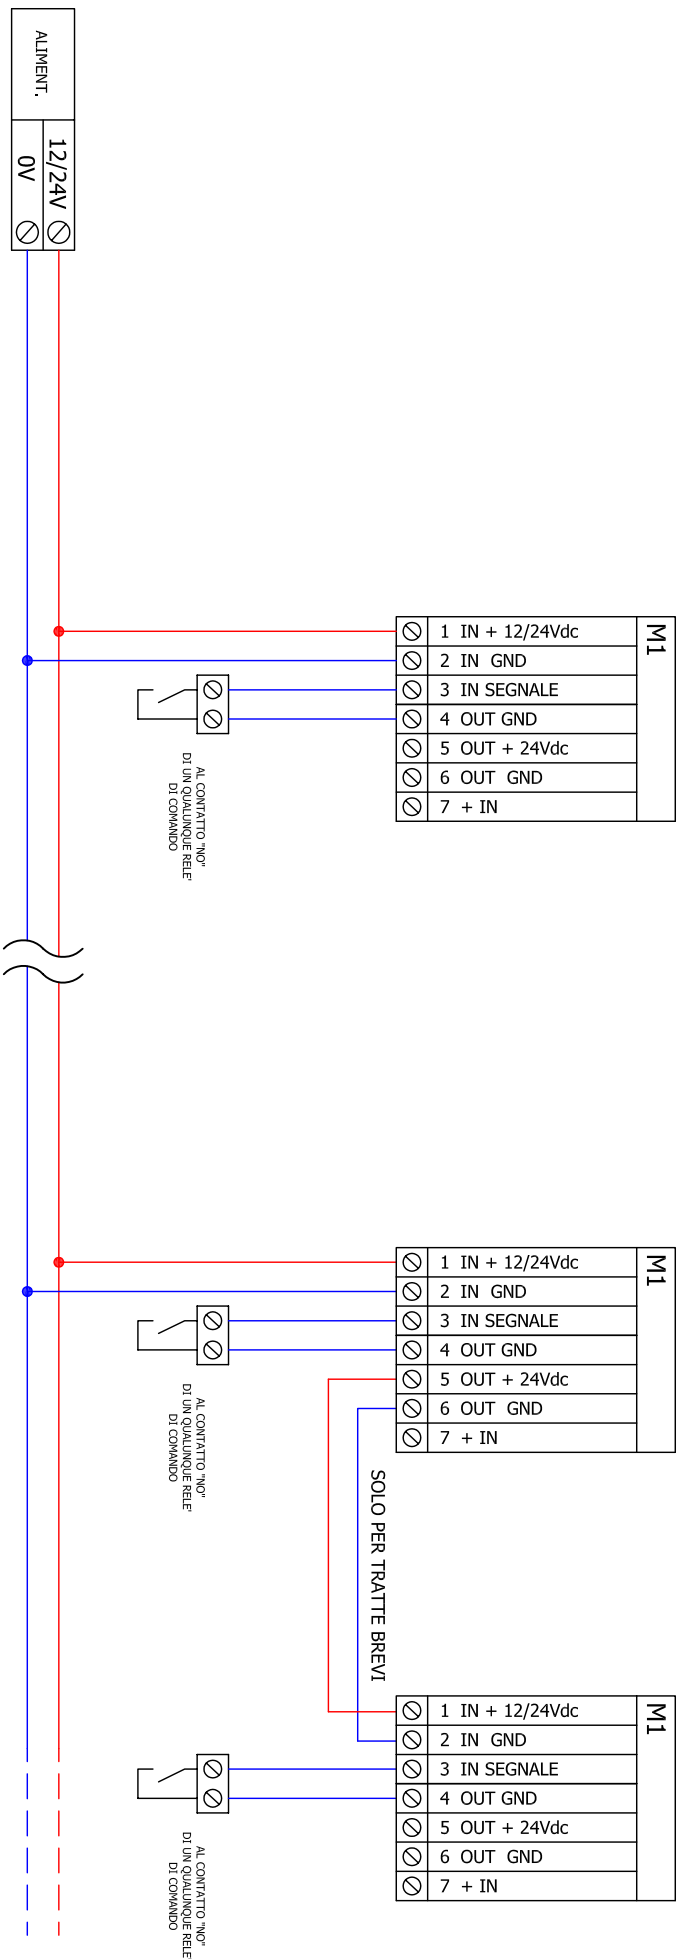 ALIMENT.
12/24V
0V
M1
1 IN + 12/24Vdc
2 IN GND
3 IN SEGNALE
4 OUT GND
5 OUT + 24Vdc
6 OUT GND
7 + IN
AL CONTATTO "NO"
DI UN QUALUNQUE RELE'
DI COMANDO
M1
1 IN + 12/24Vdc
2 IN GND
3 IN SEGNALE
4 OUT GND
5 OUT + 24Vdc
6 OUT GND
7 + IN
AL CONTATTO "NO"
DI UN QUALUNQUE RELE'
DI COMANDO
SOLO PER TRATTE BREVI
M1
1 IN + 12/24Vdc
2 IN GND
3 IN SEGNALE
4 OUT GND
5 OUT + 24Vdc
6 OUT GND
7 + IN
AL CONTATTO "NO"
DI UN QUALUNQUE RELE'
DI COMANDO